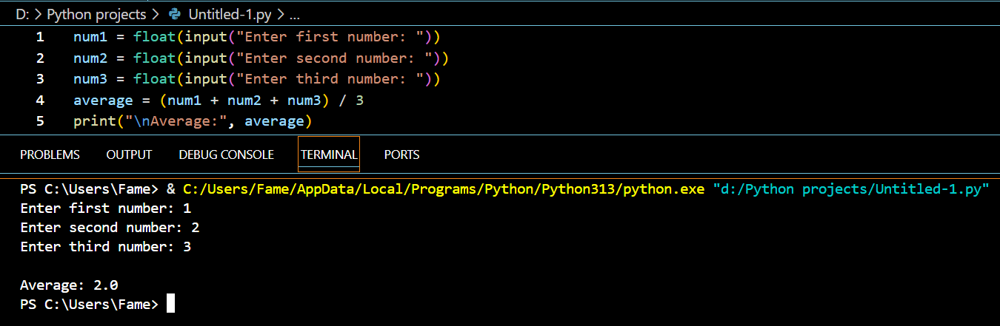 D: > Python projects > Untitled-1.py > ...
1 num1 = float(input("Enter first number: "))
2 num2 = float(input("Enter second number: "))
3 num3 = float(input("Enter third number: "))
4 average = (num1 + num2 + num3) / 3
5 print("\nAverage:", average)
PROBLEMS OUTPUT DEBUG CONSOLE TERMINAL PORTS
PS C:\Users\Fame> & C:/Users/Fame/AppData/Local/Programs/Python/Python313/python.exe "d:/Python projects/Untitled-1.py"
Enter first number: 1
Enter second number: 2
Enter third number: 3
Average: 2.0
PS C:\Users\Fame>